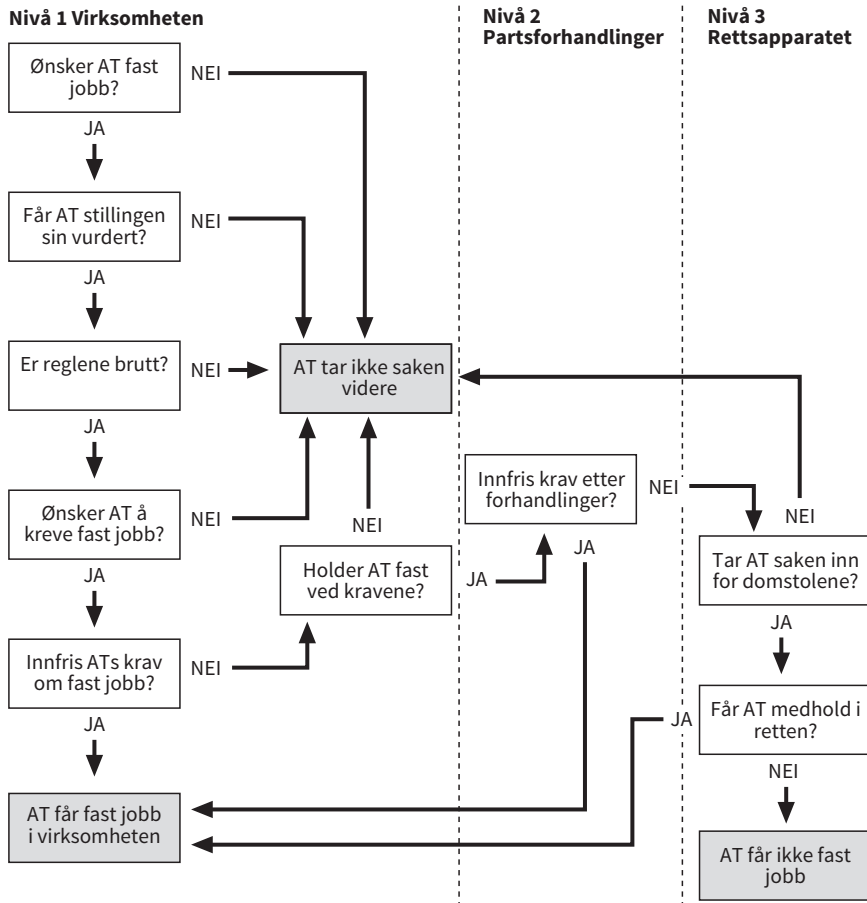 Nivå 1 Virksomheten
Nivå 2
Partsforhandlinger
Nivå 3
Rettsapparatet
Ønsker AT fast
jobb?
NEI
JA
Får AT stillingen
sin vurdert?
NEI
JA
Er reglene brutt?
NEI
AT tar ikke saken
videre
JA
Ønsker AT å
kreve fast jobb?
NEI
JA
NEI
Holder AT fast
ved kravene?
JA
Innfris krav etter
forhandlinger?
NEI
JA
NEI
Tar AT saken inn
for domstolene?
JA
Innfris ATs krav
om fast jobb?
NEI
JA
JA
Får AT medhold i
retten?
NEI
AT får fast jobb
i virksomheten
AT får ikke fast
jobb